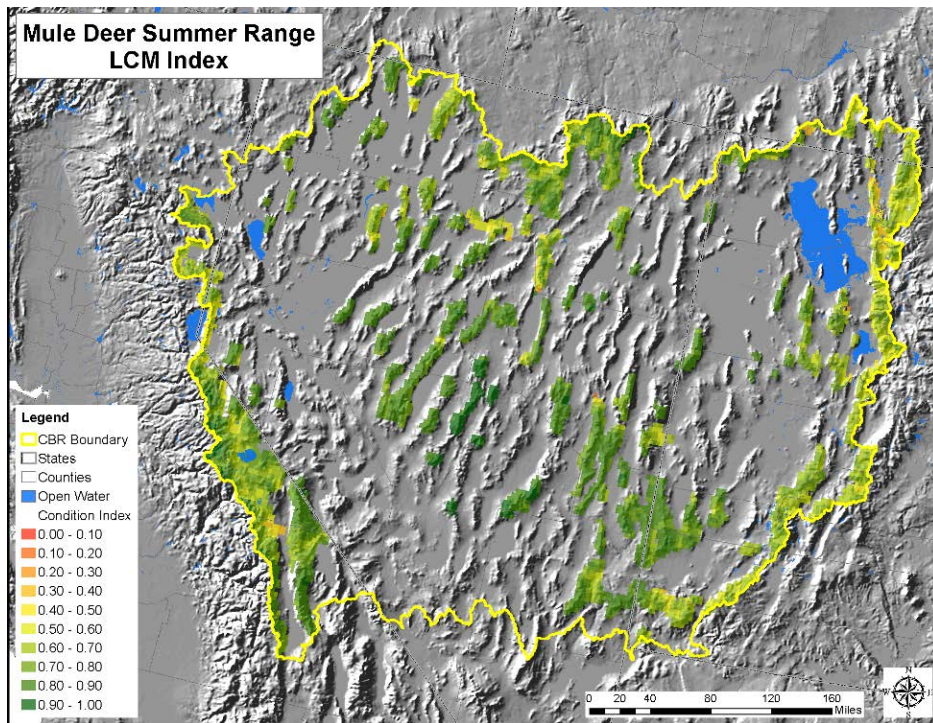 Mule Deer Summer Range
LCM Index
Legend
CBR Boundary
States
Counties
Open Water
Condition Index
0.00 - 0.10
0.10 - 0.20
0.20 - 0.30
0.30 - 0.40
0.40 - 0.50
0.50 - 0.60
0.60 - 0.70
0.70 - 0.80
0.80 - 0.90
0.90 - 1.00
0 20 40 80 120 160
Miles
N
W E
S